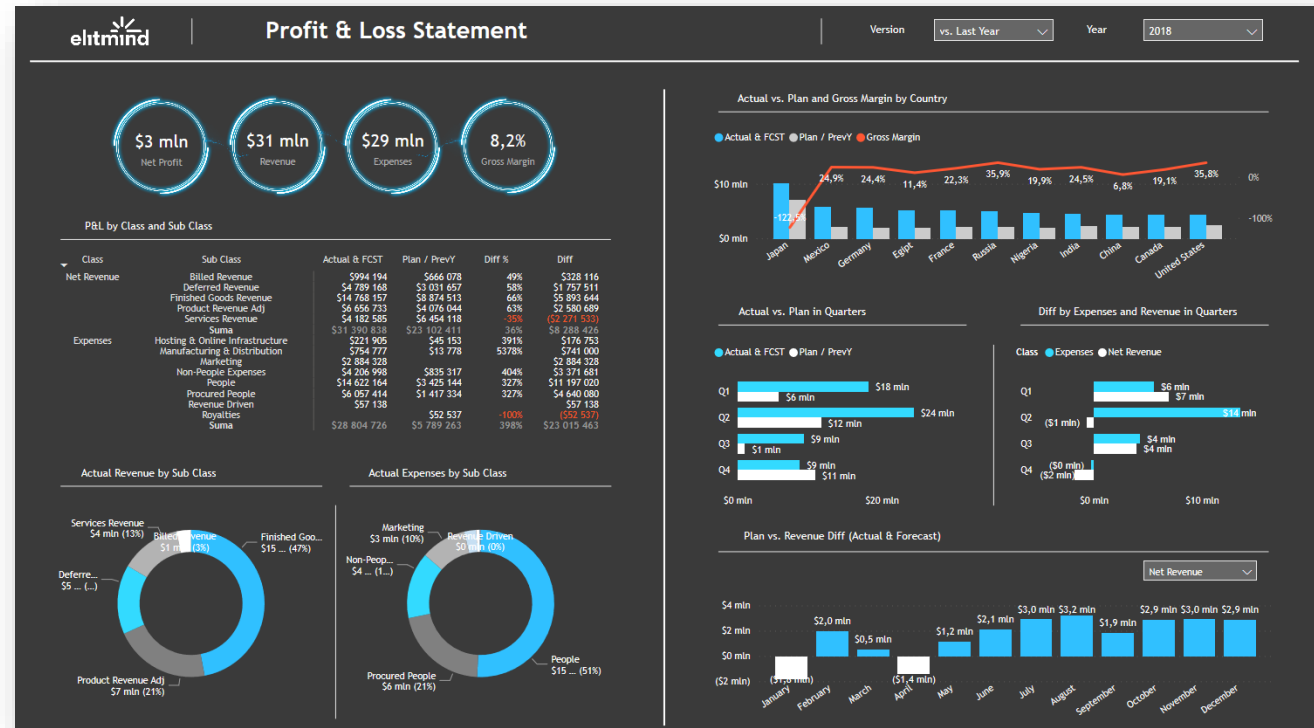 elitmind
Profit & Loss Statement
Version
vs. Last Year
Year
2018
$3 mln
Net Profit
$31 mln
Revenue
$29 mln
Expenses
8,2%
Gross Margin
P&L by Class and Sub Class
Class Sub Class Actual & FCST Plan / PrevY Diff % Diff
Net Revenue Billed Revenue $994 194 $666 078 49% $328 116
Deferred Revenue $4 789 168 $3 031 657 58% $1 757 511
Finished Goods Revenue $14 768 157 $8 874 513 66% $5 893 644
Product Revenue Adj $6 656 733 $4 076 044 63% $2 580 689
Services Revenue $4 182 585 $6 454 118 -35% ($2 271 533)
Suma $31 390 838 $23 102 411 36% $8 288 426
Expenses Hosting & Online Infrastructure $221 905 $45 153 391% $176 753
Manufacturing & Distribution $754 777 $13 778 5378% $741 000
Marketing $2 884 328 $2 884 328
Non-People Expenses $4 206 998 $835 317 404% $3 371 681
People $14 622 164 $3 425 144 327% $11 197 020
Procured People $6 057 414 $1 417 334 327% $4 640 080
Revenue Driven $57 138 $57 138
Royalties $52 537 -100% ($52 537)
Suma $28 804 726 $5 789 263 398% $23 015 463
Actual Revenue by Sub Class
Services Revenue
$4 mln (13%)
Billed Revenue
$1 mln (3%)
Finished Goo...
$15 ... (47%)
Deferre...
$5 ... (...)
Product Revenue Adj
$7 mln (21%)
Actual Expenses by Sub Class
Marketing
$3 mln (10%)
Revenue Driven
$0 mln (0%)
Non-Peop...
$4 ... (1...)
People
$15 ... (51%)
Procured People
$6 mln (21%)
Actual vs. Plan and Gross Margin by Country
Actual & FCST Plan / PrevY Gross Margin
$10 mln
$0 mln
-122,5% 24,9% 24,4% 11,4% 22,3% 35,9% 19,9% 24,5% 6,8% 19,1% 35,8%
0%
-100%
Japan Mexico Germany Egipt France Russia Nigeria India China Canada United States
Actual vs. Plan in Quarters
Actual & FCST Plan / PrevY
Q1 $18 mln
$6 mln
Q2 $24 mln
$12 mln
Q3 $9 mln
$1 mln
Q4 $9 mln
$11 mln
$0 mln $20 mln
Diff by Expenses and Revenue in Quarters
Class Expenses Net Revenue
Q1 $6 mln
$7 mln
Q2 $14 mln
($1 mln)
Q3 $4 mln
$4 mln
Q4 ($0 mln)
($2 mln)
$0 mln $10 mln
Plan vs. Revenue Diff (Actual & Forecast)
Net Revenue
$4 mln
$2 mln
$0 mln
($2 mln)
($1,8 mln) $2,0 mln $0,5 mln ($1,4 mln) $1,2 mln $2,1 mln $3,0 mln $3,2 mln $1,9 mln $2,9 mln $3,0 mln $2,9 mln
January February March April May June July August September October November December